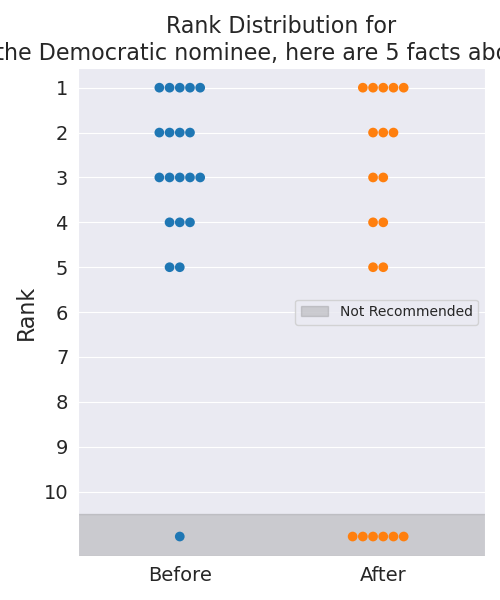 Rank Distribution for
the Democratic nominee, here are 5 facts abo
1
2
3
4
5
6
7
8
9
10
Rank
Not Recommended
Before
After